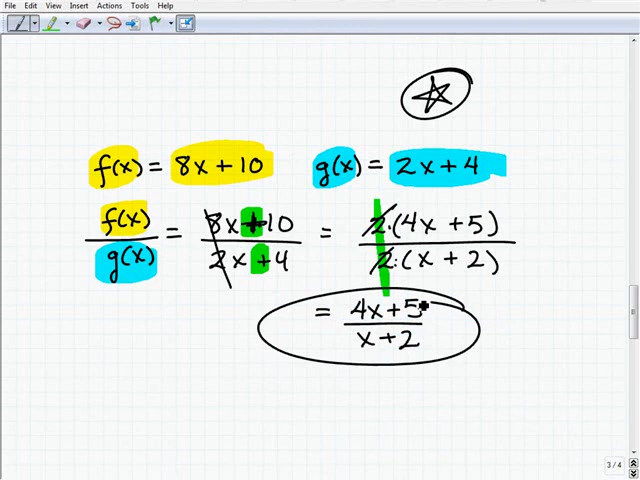 File Edit View Insert Actions Tools Help
f(x) = 8x + 10 g(x) = 2x + 4
f(x)/g(x) = 8x + 10/2x + 4 = 2·(4x + 5)/2·(x + 2)
= 4x + 5/x + 2
3 / 4